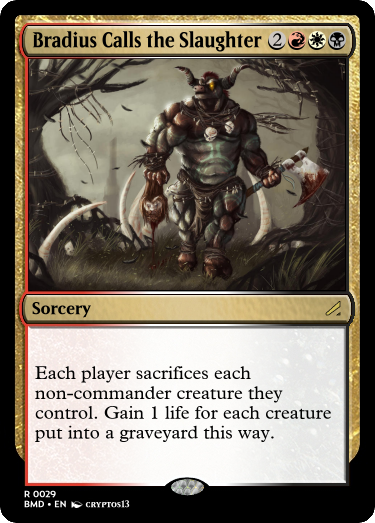 Bradius Calls the Slaughter 2
Sorcery
Each player sacrifices each
non-commander creature they
control. Gain 1 life for each creature
put into a graveyard this way.
R 0029
BMD • EN CRYPTOS13